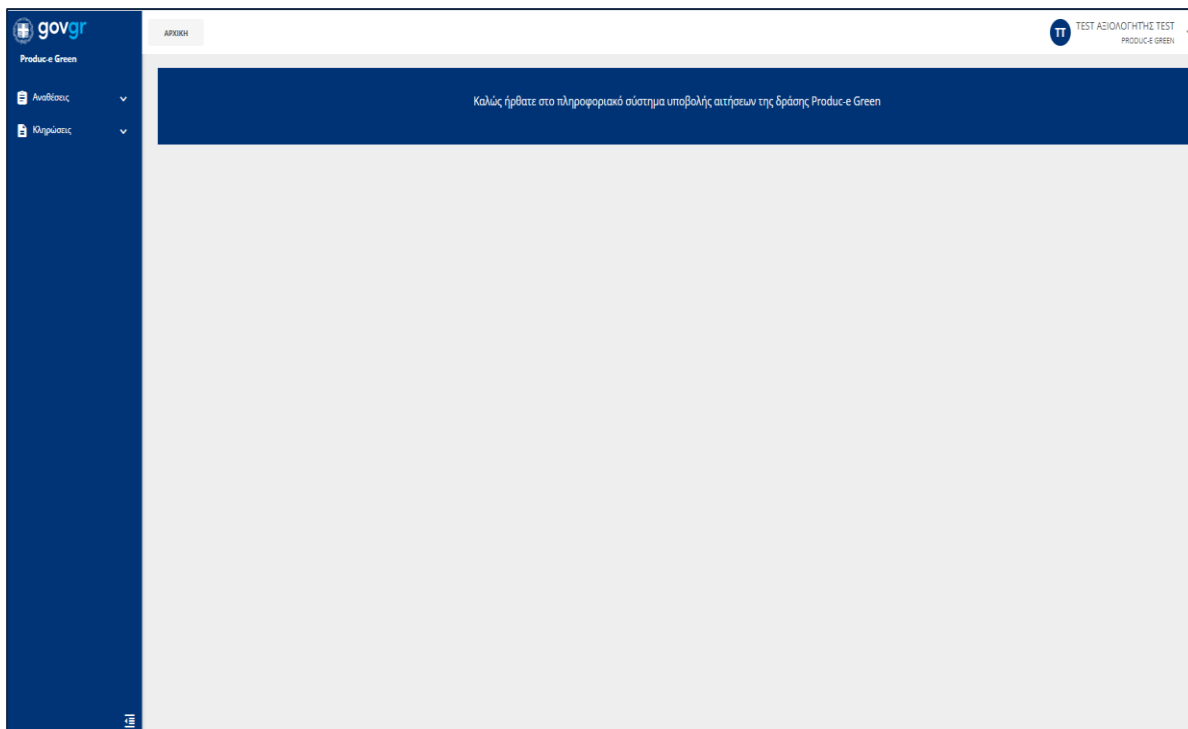 govgr
Produc-e Green
Αναθέσεις
Κληρώσεις
ΑΡΧΙΚΗ
TT
TEST ΑΞΙΟΛΟΓΗΤΗΣ TEST
PRODUC-E GREEN
Καλώς ήρθατε στο πληροφοριακό σύστημα υποβολής αιτήσεων της δράσης Produc-e Green